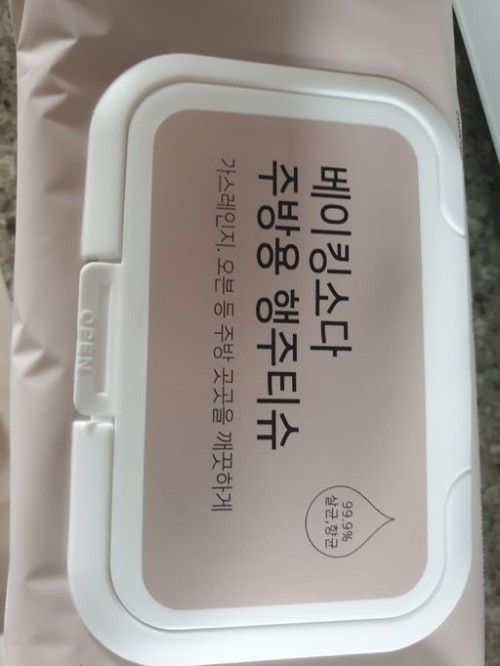 베이킹소다
주방용 행주티슈
가스레인지, 오븐 등 주방 곳곳을 깨끗하게
99.9%
살균,향균
OPEN